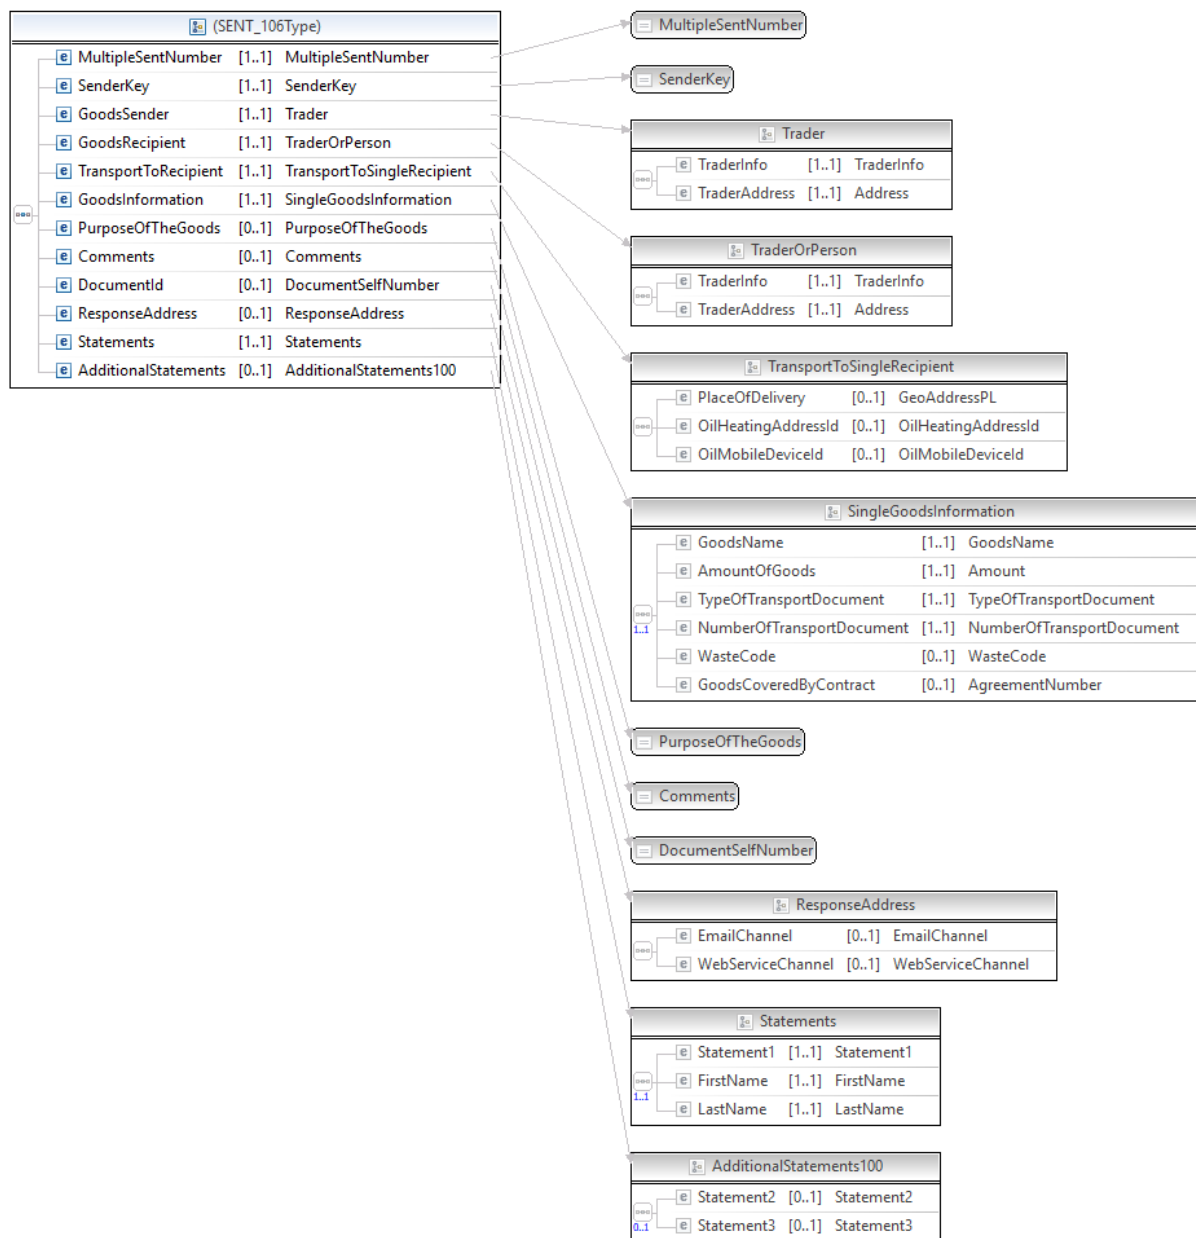 (SENT_106Type)
e MultipleSentNumber [1..1] MultipleSentNumber
e SenderKey [1..1] SenderKey
e GoodsSender [1..1] Trader
e GoodsRecipient [1..1] TraderOrPerson
e TransportToRecipient [1..1] TransportToSingleRecipient
e GoodsInformation [1..1] SingleGoodsInformation
e PurposeOfTheGoods [0..1] PurposeOfTheGoods
e Comments [0..1] Comments
e DocumentId [0..1] DocumentSelfNumber
e ResponseAddress [0..1] ResponseAddress
e Statements [1..1] Statements
e AdditionalStatements [0..1] AdditionalStatements100
MultipleSentNumber
SenderKey
Trader
e TraderInfo [1..1] TraderInfo
e TraderAddress [1..1] Address
TraderOrPerson
e TraderInfo [1..1] TraderInfo
e TraderAddress [1..1] Address
TransportToSingleRecipient
e PlaceOfDelivery [0..1] GeoAddressPL
e OilHeatingAddressId [0..1] OilHeatingAddressId
e OilMobileDeviceId [0..1] OilMobileDeviceId
SingleGoodsInformation
e GoodsName [1..1] GoodsName
e AmountOfGoods [1..1] Amount
e TypeOfTransportDocument [1..1] TypeOfTransportDocument
1..1
e NumberOfTransportDocument [1..1] NumberOfTransportDocument
e WasteCode [0..1] WasteCode
e GoodsCoveredByContract [0..1] AgreementNumber
PurposeOfTheGoods
Comments
DocumentSelfNumber
ResponseAddress
e EmailChannel [0..1] EmailChannel
e WebServiceChannel [0..1] WebServiceChannel
Statements
e Statement1 [1..1] Statement1
e FirstName [1..1] FirstName
1..1
e LastName [1..1] LastName
AdditionalStatements100
e Statement2 [0..1] Statement2
0..1
e Statement3 [0..1] Statement3